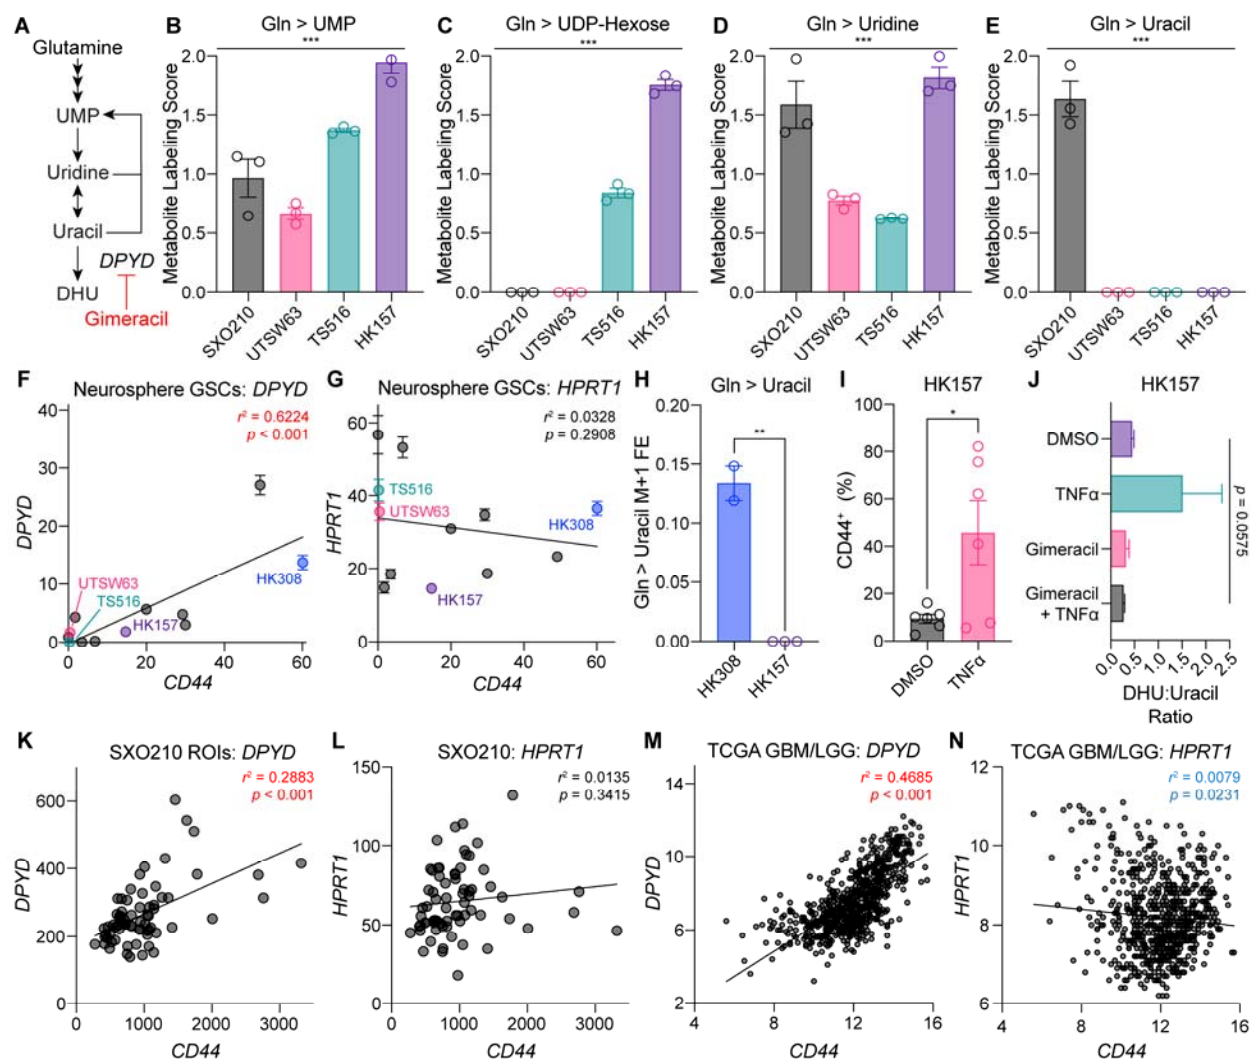 A
Glutamine
UMP
Uridine
Uracil
DPYD
DHU
Gimeracil
B
Gln > UMP
***
Metabolite Labeling Score
2.0
1.5
1.0
0.5
0.0
SXO210
UTSW63
TS516
HK157
C
Gln > UDP-Hexose
***
Metabolite Labeling Score
2.0
1.5
1.0
0.5
0.0
SXO210
UTSW63
TS516
HK157
D
Gln > Uridine
***
Metabolite Labeling Score
2.0
1.5
1.0
0.5
0.0
SXO210
UTSW63
TS516
HK157
E
Gln > Uracil
***
Metabolite Labeling Score
2.0
1.5
1.0
0.5
0.0
SXO210
UTSW63
TS516
HK157
F
Neurosphere GSCs: DPYD
r² = 0.6224
p < 0.001
DPYD
40
30
20
10
0
UTSW63
TS516
HK157
HK308
0
20
40
60
CD44
G
Neurosphere GSCs: HPRT1
r² = 0.0328
p = 0.2908
HPRT1
60
40
20
0
TS516
UTSW63
HK308
HK157
0
20
40
60
CD44
H
Gln > Uracil
**
Gln > Uracil M+1 FE
0.20
0.15
0.10
0.05
0.00
HK308
HK157
I
HK157
*
CD44⁺ (%)
100
80
60
40
20
0
DMSO
TNFα
J
HK157
DMSO
TNFα
Gimeracil
Gimeracil
+ TNFα
p = 0.0575
0.0
0.5
1.0
1.5
2.0
2.5
DHU:Uracil
Ratio
K
SXO210 ROIs: DPYD
r² = 0.2883
p < 0.001
DPYD
600
400
200
0
0
1000
2000
3000
CD44
L
SXO210: HPRT1
r² = 0.0135
p = 0.3415
HPRT1
150
100
50
0
0
1000
2000
3000
CD44
M
TCGA GBM/LGG: DPYD
r² = 0.4685
p < 0.001
DPYD
14
10
6
2
4
8
12
16
CD44
N
TCGA GBM/LGG: HPRT1
r² = 0.0079
p = 0.0231
HPRT1
12
10
8
6
4
8
12
16
CD44